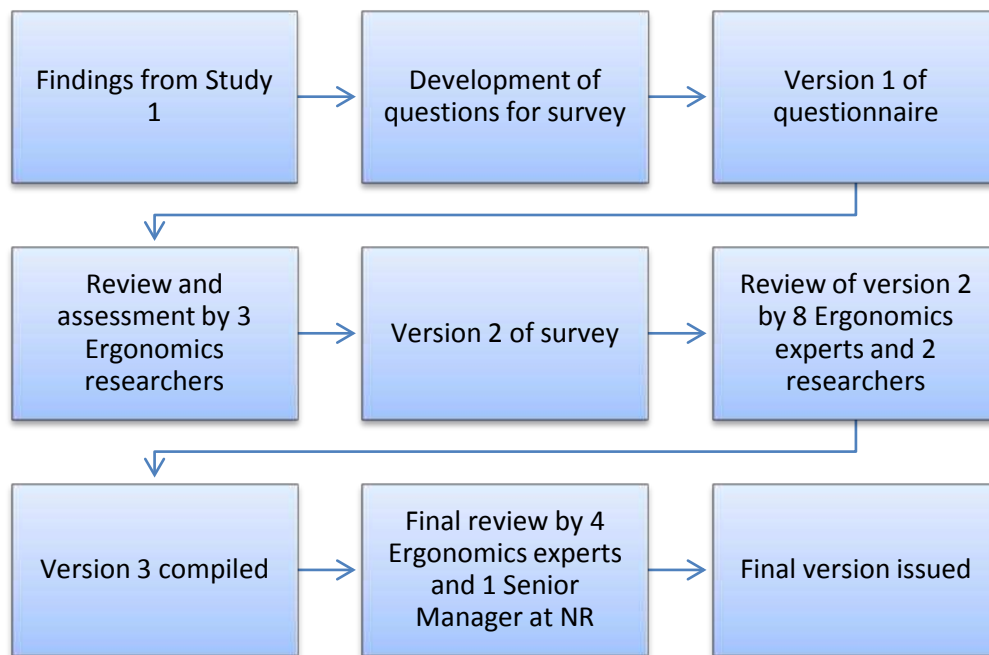 Findings from Study
1
Development of
questions for survey
Version 1 of
questionnaire
Review and
assessment by 3
Ergonomics
researchers
Version 2 of survey
Review of version 2
by 8 Ergonomics
experts and 2
researchers
Version 3 compiled
Final review by 4
Ergonomics experts
and 1 Senior
Manager at NR
Final version issued